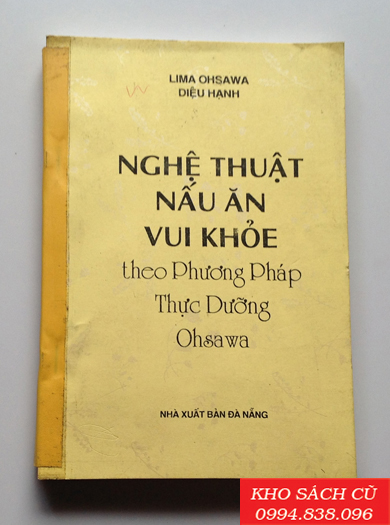 LIMA OHSAWA
DIỆU HẠNH
NGHỆ THUẬT
NẤU ĂN
VUI KHỎE
theo Phương Pháp
Thực Dưỡng
Ohsawa
NHÀ XUẤT BẢN ĐÀ NẴNG
KHO SÁCH CŨ
0994.838.096